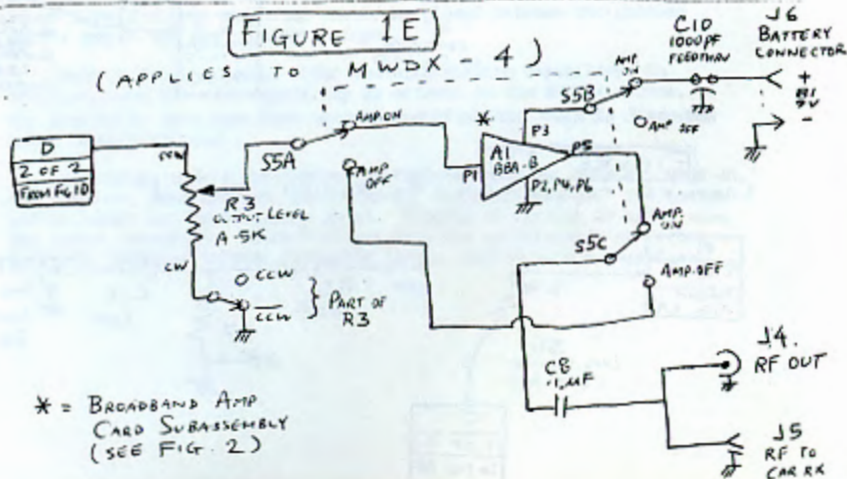 FIGURE 1E
(APPLIES TO MWDX-4)
C10
1000pF
FEEDTHRU
J6
BATTERY
CONNECTOR
+
9V
-
AMP
ON
S5B
AMP OFF
AMP.ON
S5A
AMP
OFF
*
P3
P1
A1
BBA-B
P5
P2,P4,P6
D
2 OF 2
FROM FIG 1D
CCW
R3
OUTPUT LEVEL
A-5K
CW
CCW
CCW
PART OF
R3
AMP.
ON
S5C
AMP.OFF
C8
.1µF
J4.
RF OUT
J5
RF TO
CAR RX
* = BROADBAND AMP
CARD SUBASSEMBLY
(SEE FIG. 2)